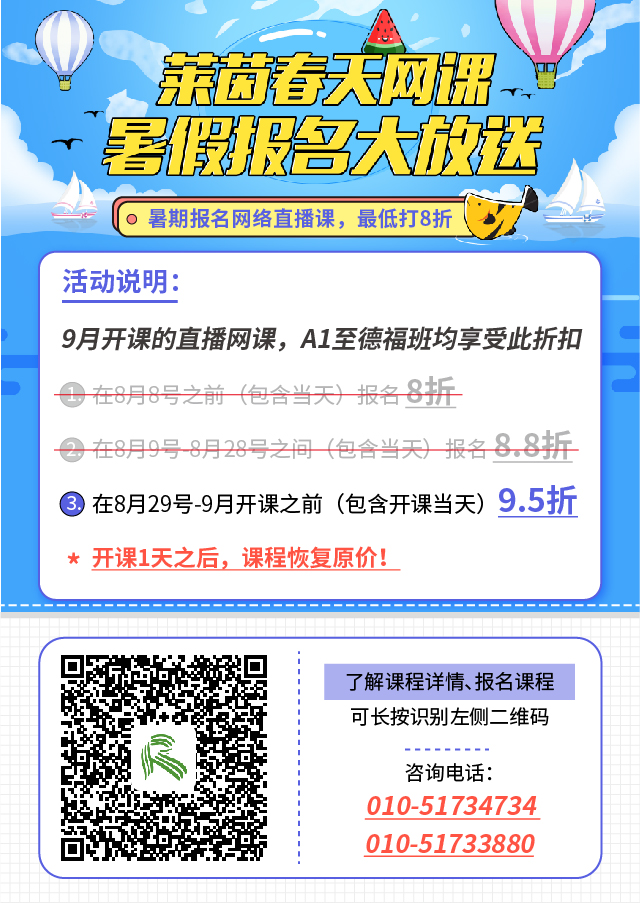 莱茵春天网课
暑假报名大放送
暑期报名网络直播课，最低打8折
活动说明：
9月开课的直播网课，A1至德福班均享受此折扣
1. 在8月8号之前（包含当天）报名 8折
2. 在8月9号-8月28号之间（包含当天）报名 8.8折
3. 在8月29号-9月开课之前（包含开课当天）9.5折
* 开课1天之后，课程恢复原价！
了解课程详情、报名课程
可长按识别左侧二维码
咨询电话：
010-51734734
010-51733880